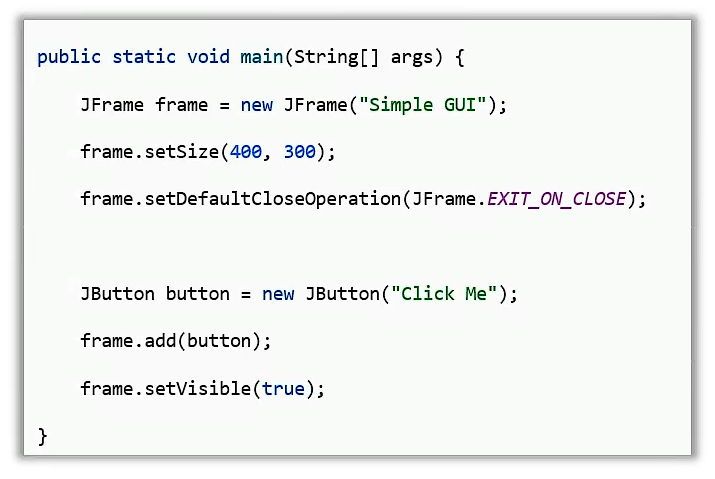 public static void main(String[] args) {
JFrame frame = new JFrame("Simple GUI");
frame.setSize(400, 300);
frame.setDefaultCloseOperation(JFrame.EXIT_ON_CLOSE);
JButton button = new JButton("Click Me");
frame.add(button);
frame.setVisible(true);
}